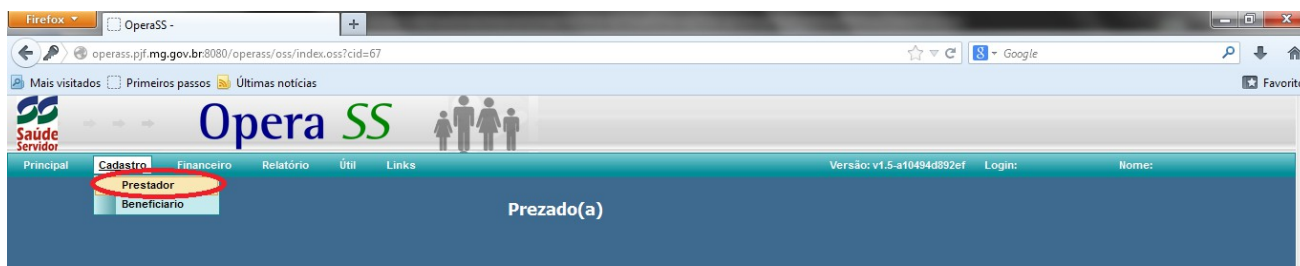 Firefox
OperaSS -
operass.pjf.mg.gov.br:8080/operass/oss/index.oss?cid=67
Google
Mais visitados Primeiros passos Últimas notícias
Favorito
Saúde
Servidor
Opera SS
Principal Cadastro Financeiro Relatório Útil Links Versão: v1.5-a10494d892ef Login: Nome:
Prestador
Beneficiario
Prezado(a)